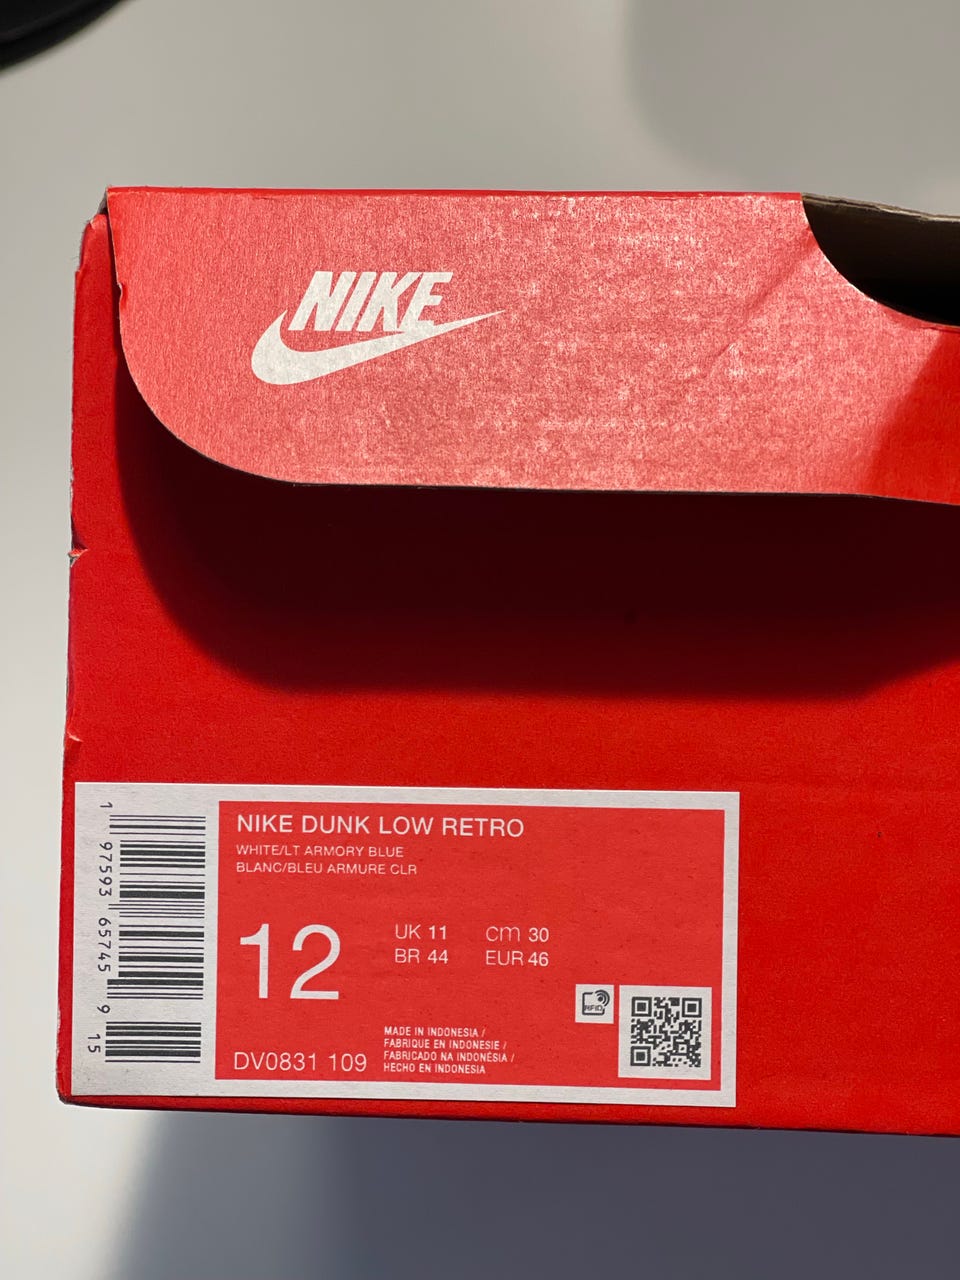 NIKE
NIKE DUNK LOW RETRO
WHITE/LT ARMORY BLUE
BLANC/BLEU ARMURE CLR
12
UK 11 cm 30
BR 44 EUR 46
MADE IN INDONESIA /
FABRIQUE EN INDONESIE /
FABRICADO NA INDONÉSIA /
HECHO EN INDONESIA
DV0831 109
RFID
1 97593 65745 9 15